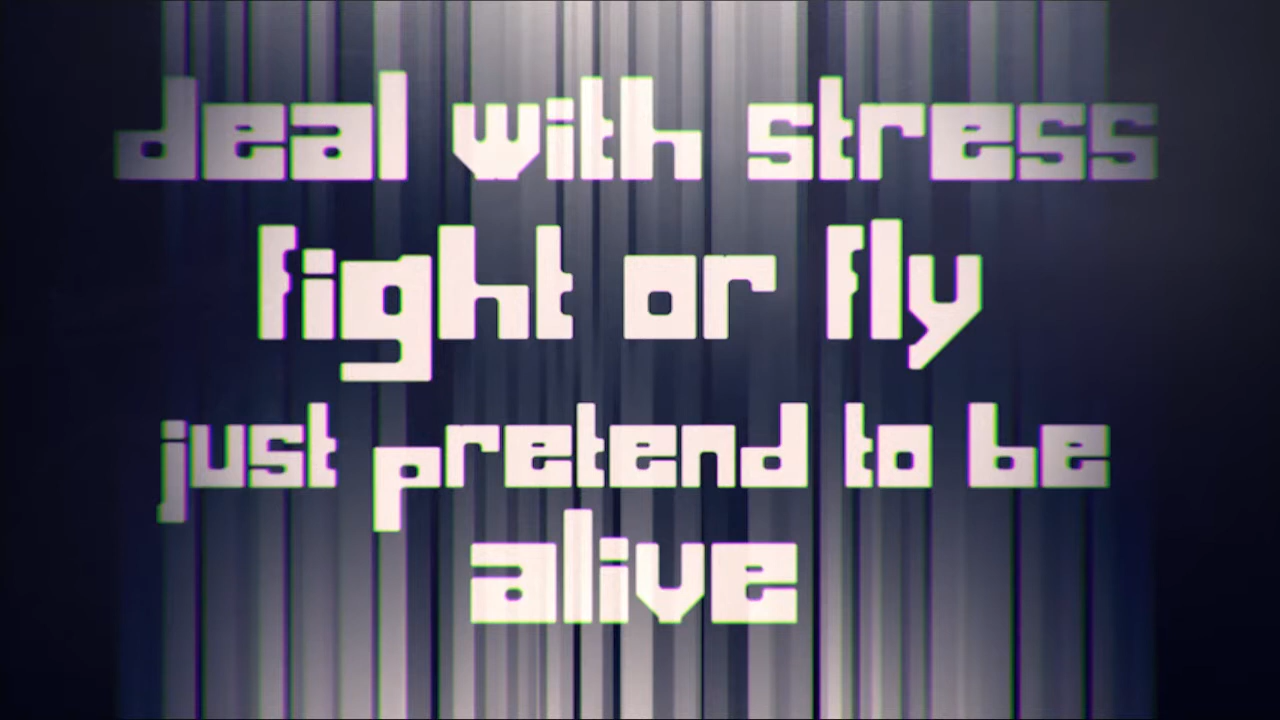 deal with stress
fight or fly
just pretend to be
alive